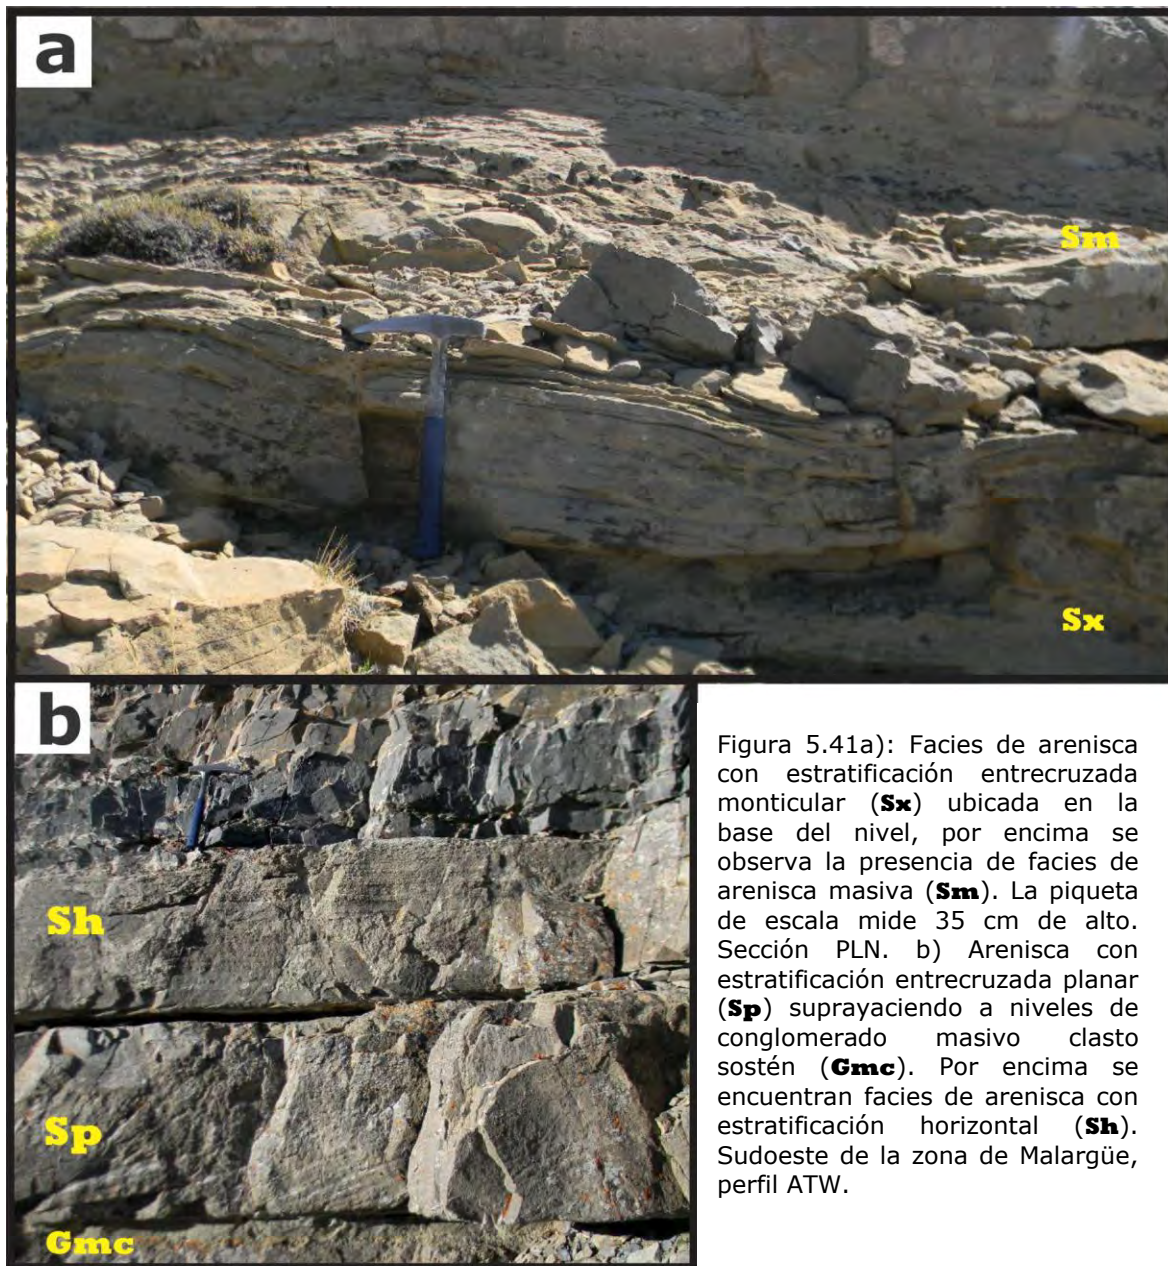 a
Sm
Sx
b
Sh
Sp
Gmc
Figura 5.41a): Facies de arenisca
con estratificación entrecruzada
monticular (Sx) ubicada en la
base del nivel, por encima se
observa la presencia de facies de
arenisca masiva (Sm). La piqueta
de escala mide 35 cm de alto.
Sección PLN. b) Arenisca con
estratificación entrecruzada planar
(Sp) suprayaciendo a niveles de
conglomerado masivo clasto
sostén (Gmc). Por encima se
encuentran facies de arenisca con
estratificación horizontal (Sh).
Sudoeste de la zona de Malargüe,
perfil ATW.